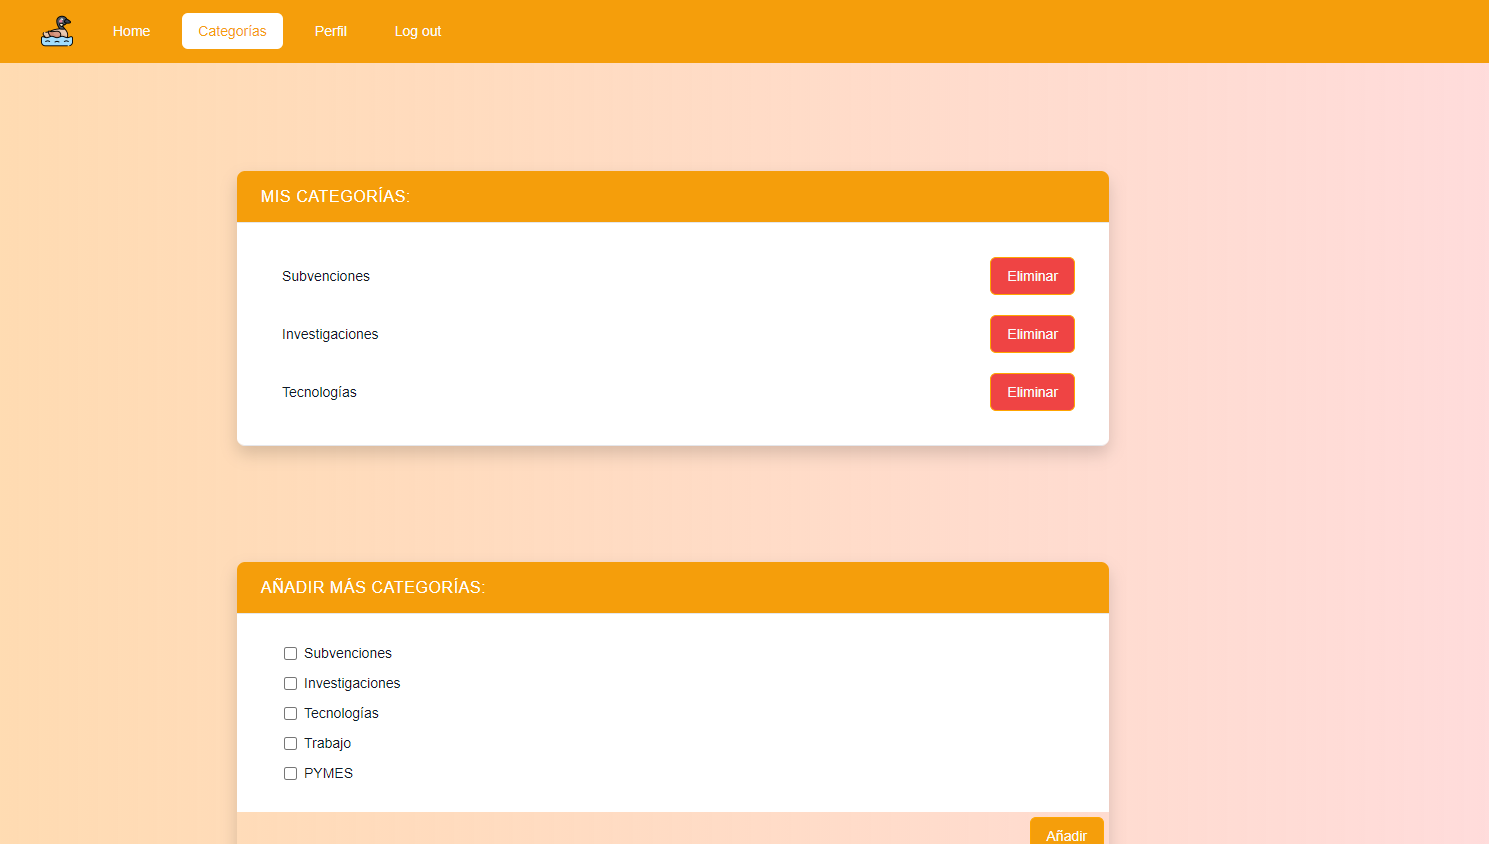 Home Categorías Perfil Log out
MIS CATEGORÍAS:
Subvenciones Eliminar
Investigaciones Eliminar
Tecnologías Eliminar
AÑADIR MÁS CATEGORÍAS:
Subvenciones
Investigaciones
Tecnologías
Trabajo
PYMES
Añadir